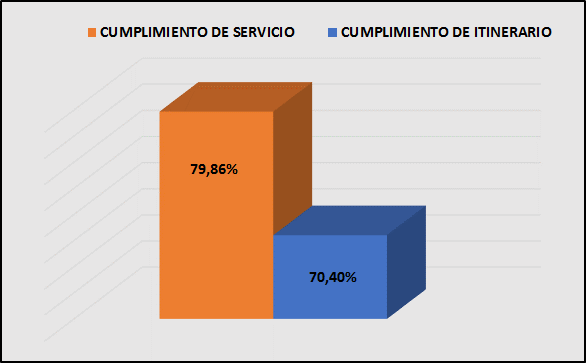 CUMPLIMIENTO DE SERVICIO CUMPLIMIENTO DE ITINERARIO
79,86%
70,40%